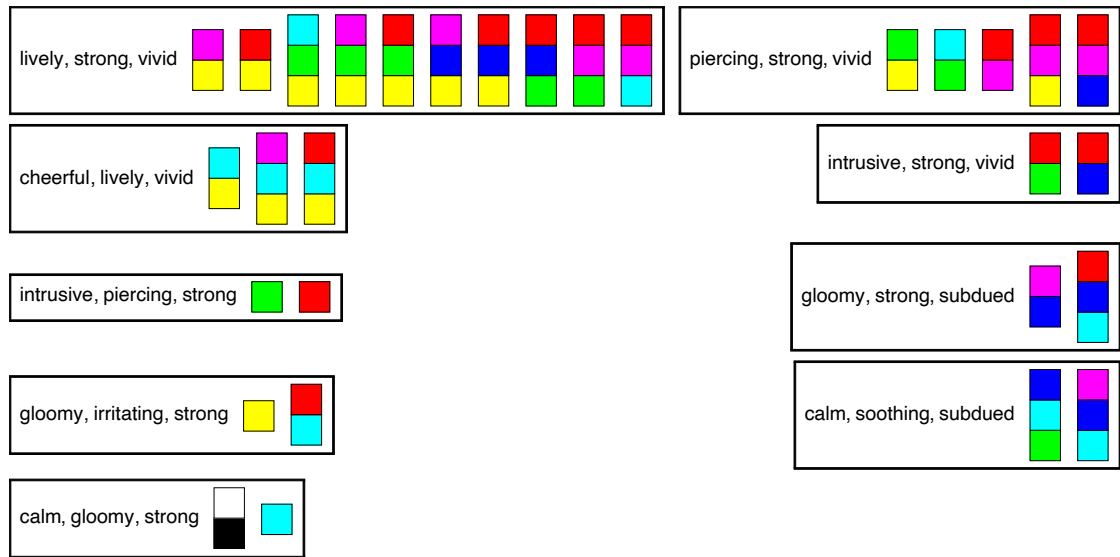 lively, strong, vivid
piercing, strong, vivid
cheerful, lively, vivid
intrusive, strong, vivid
intrusive, piercing, strong
gloomy, strong, subdued
gloomy, irritating, strong
calm, soothing, subdued
calm, gloomy, strong